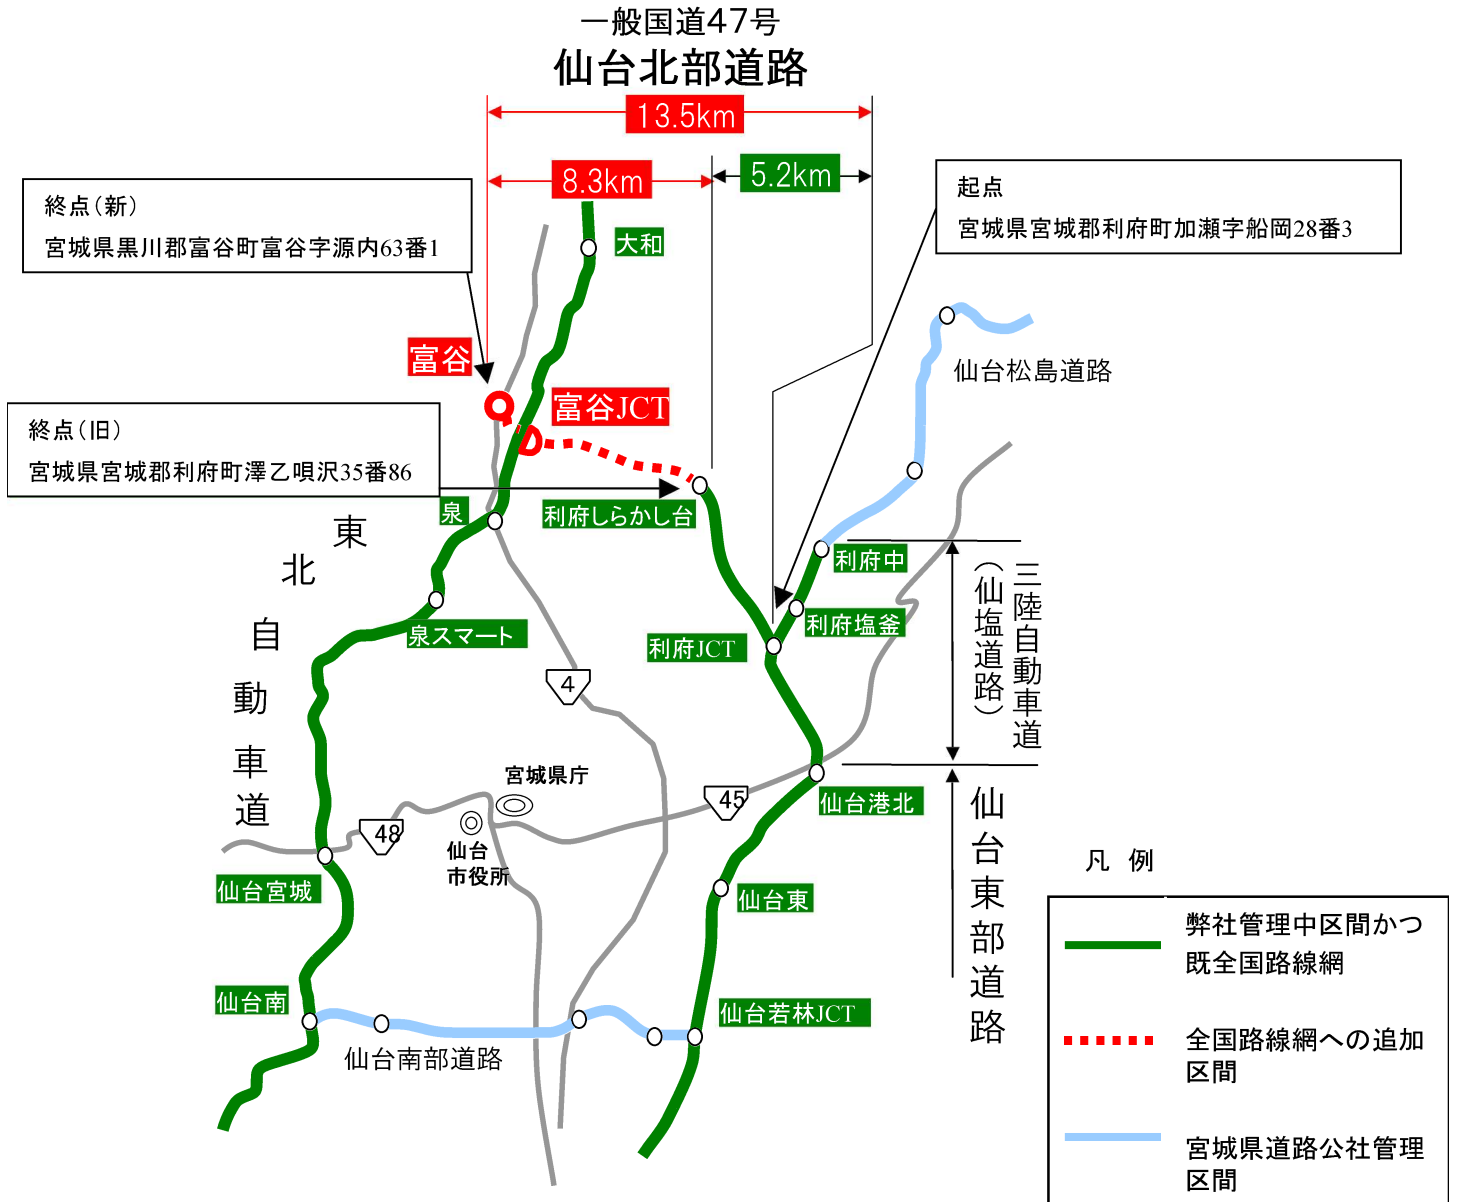 一般国道47号
仙台北部道路
13.5km
8.3km
5.2km
終点（新）
宮城県黒川郡富谷町富谷字源内63番1
起点
宮城県宮城郡利府町加瀬字船岡28番3
大和
富谷
富谷JCT
仙台松島道路
終点（旧）
宮城県宮城郡利府町澤乙唄沢35番86
泉
利府しらかし台
東北自動車道
利府中
三陸自動車道
（仙塩道路）
利府塩釜
泉スマート
利府JCT
4
宮城県庁
45
仙台港北
48
仙台
市役所
仙台東部道路
仙台宮城
仙台東
仙台南
仙台若林JCT
仙台南部道路
凡 例
弊社管理中区間かつ
既全国路線網
全国路線網への追加
区間
宮城県道路公社管理
区間